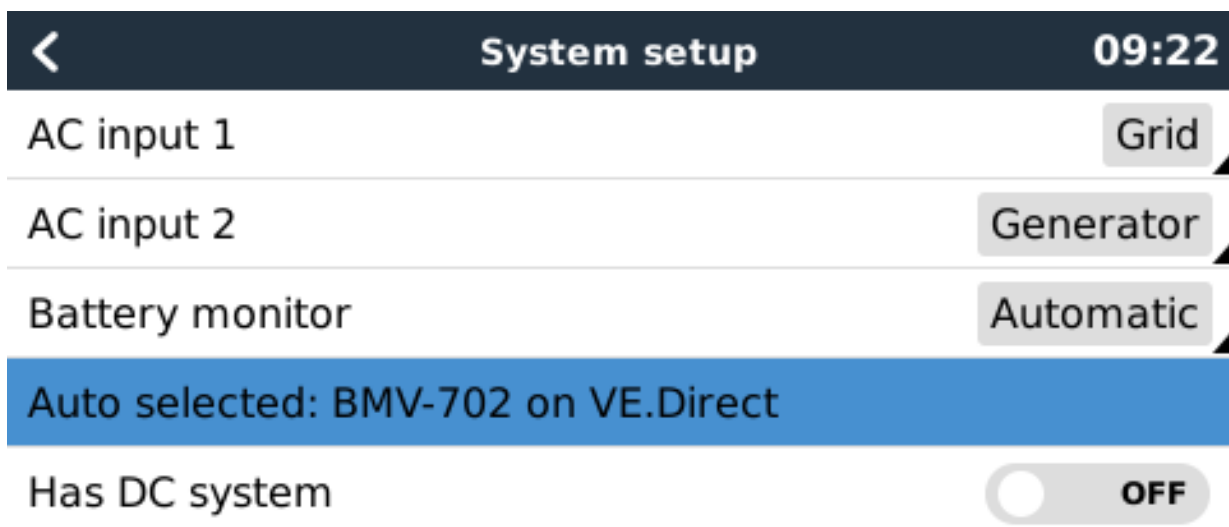 System setup 09:22
AC input 1 Grid
AC input 2 Generator
Battery monitor Automatic
Auto selected: BMV-702 on VE.Direct
Has DC system OFF